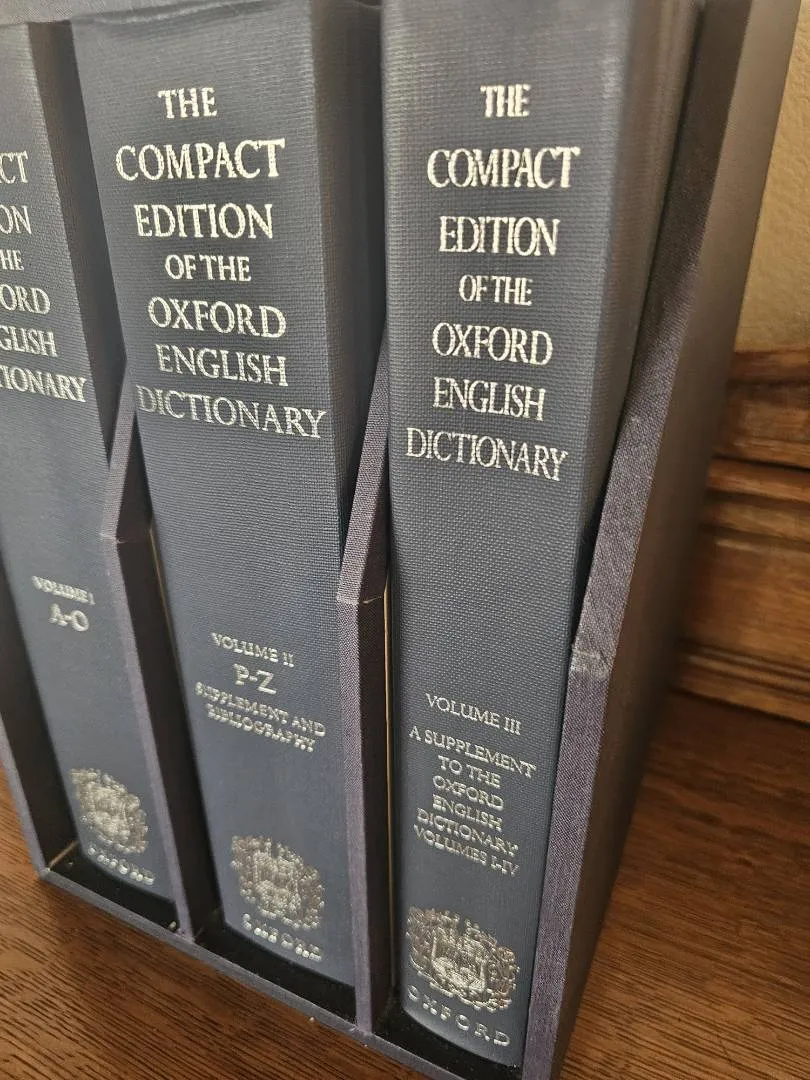 CT
ON
HE
ORD
GLISH
TIONARY
VOLUME I
A-O
OXFORD
THE
COMPACT
EDITION
OF THE
OXFORD
ENGLISH
DICTIONARY
VOLUME II
P-Z
SUPPLEMENT AND
BIBLIOGRAPHY
OXFORD
THE
COMPACT
EDITION
OF THE
OXFORD
ENGLISH
DICTIONARY
VOLUME III
A SUPPLEMENT
TO THE
OXFORD
ENGLISH
DICTIONARY
VOLUMES I-IV
OXFORD